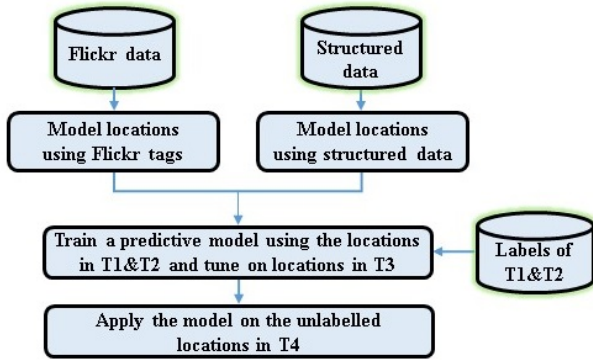 Flickr data
Structured
data
Model locations
using Flickr tags
Model locations
using structured data
Train a predictive model using the locations
in T1&T2 and tune on locations in T3
Labels of
T1&T2
Apply the model on the unlabelled
locations in T4